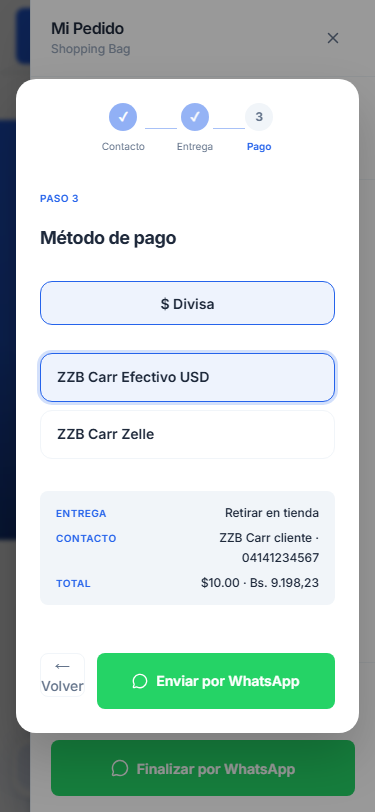 Mi Pedido
Shopping Bag
✓
✓
3
Contacto
Entrega
Pago
PASO 3
Método de pago
$ Divisa
ZZB Carr Efectivo USD
ZZB Carr Zelle
ENTREGA Retirar en tienda
CONTACTO ZZB Carr cliente ·
04141234567
TOTAL $10.00 · Bs. 9.198,23
← Volver
Enviar por WhatsApp
Finalizar por WhatsApp